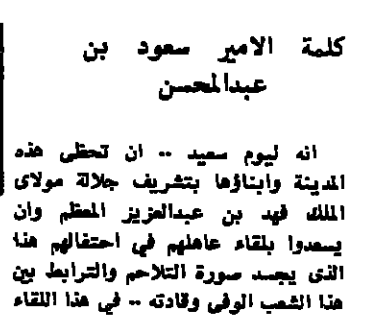 كلمة الامير سعود بن
عبدالمحسن
انه ليوم سعيد .. ان تحظى هذه
المدينة وابناؤها بتشريف جلالة مولاى
الملك فهد بن عبدالعزيز المعظم وان
يسعدوا بلقاء عاهلهم في احتفالهم هذا
الذى يجسد صورة التلاحم والترابط بين
هذا الشعب الوفى وقادته .. في هذا اللقاء